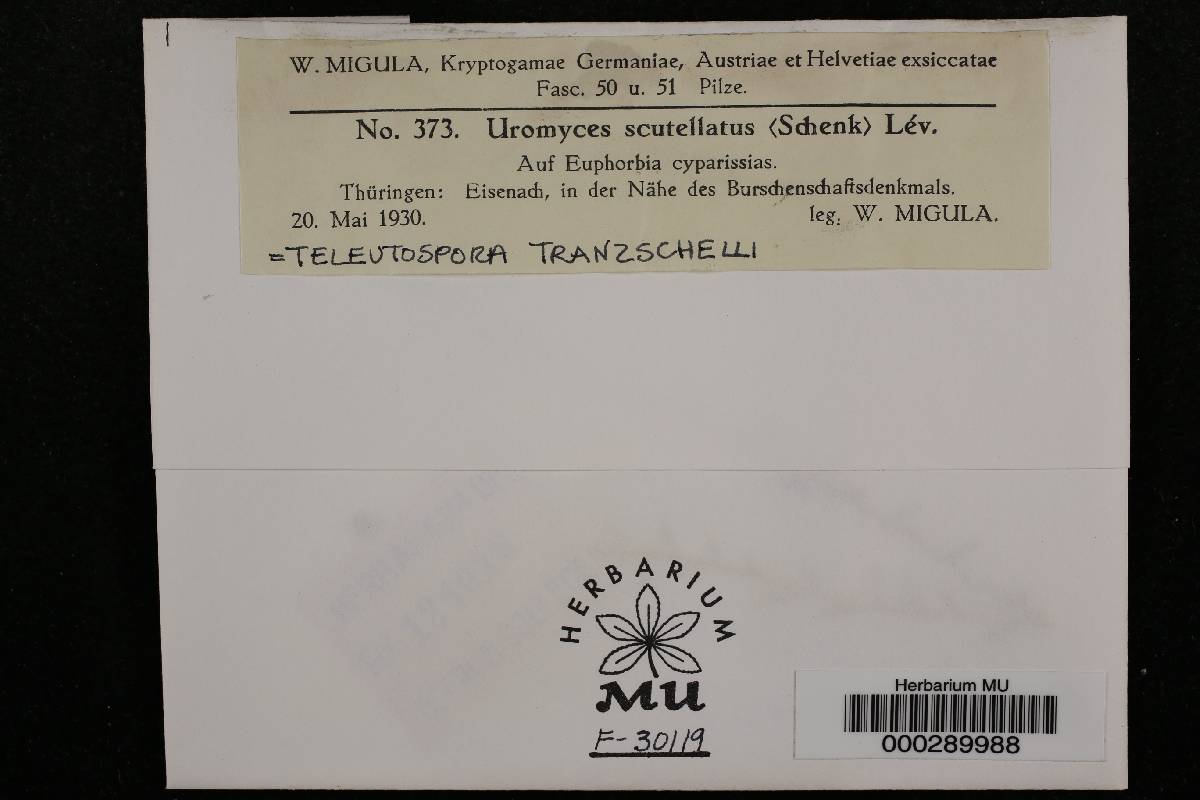 W. MIGULA, Kryptogamae Germaniae, Austriae et Helvetiae exsiccatae
Fasc. 50 u. 51 Pilze.
No. 373. Uromyces scutellatus (Schenk) Lév.
Auf Euphorbia cyparissias.
Thüringen: Eisenach, in der Nähe des Burschenschaftsdenkmals.
20. Mai 1930. leg. W. MIGULA.
=TELEUTOSPORA TRANZSCHELLI
HERBARIUM
MU
F-30119
Herbarium MU
000289988